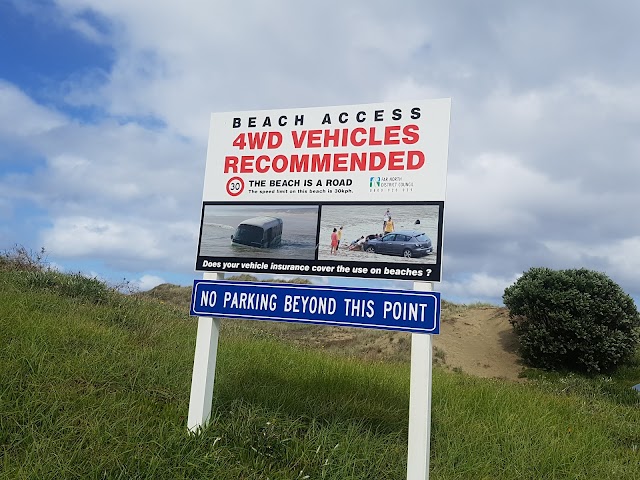 BEACH ACCESS
4WD VEHICLES
RECOMMENDED
30 THE BEACH IS A ROAD
The speed limit on this beach is 30kph.
FAR NORTH
DISTRICT COUNCIL
Does your vehicle insurance cover the use on beaches ?
NO PARKING BEYOND THIS POINT